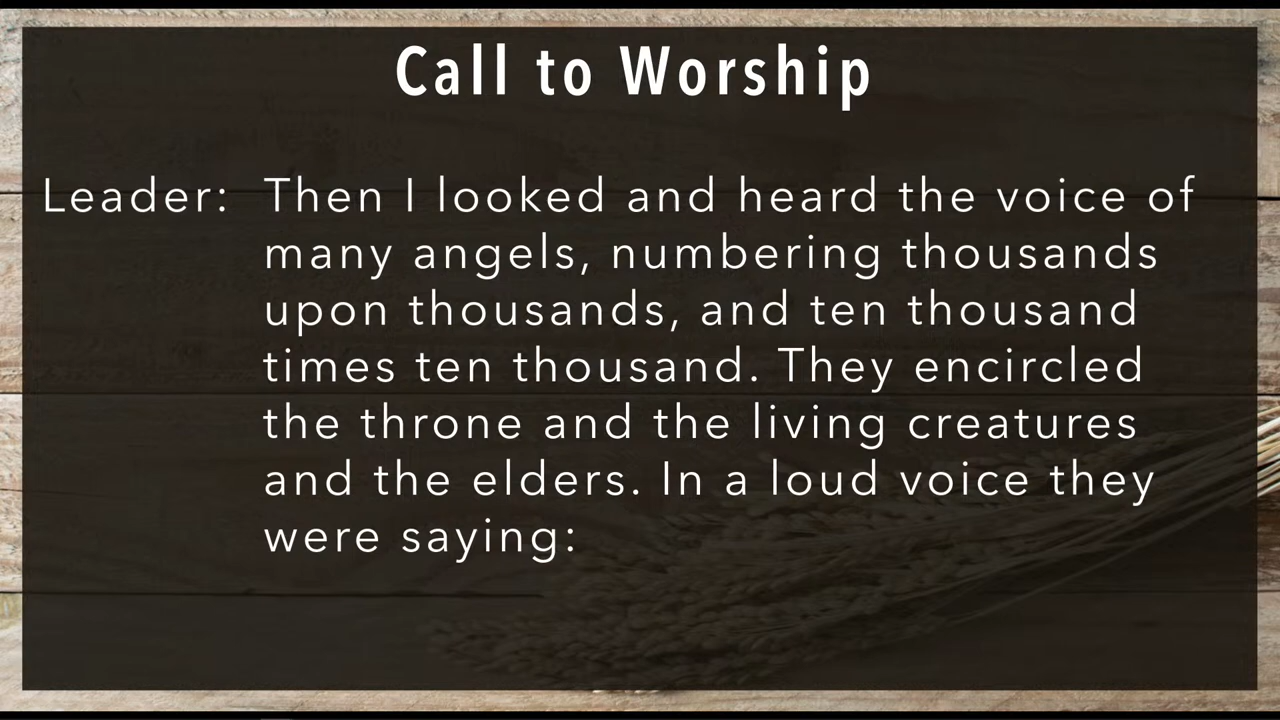 Call to Worship
Leader: Then I looked and heard the voice of
many angels, numbering thousands
upon thousands, and ten thousand
times ten thousand. They encircled
the throne and the living creatures
and the elders. In a loud voice they
were saying: